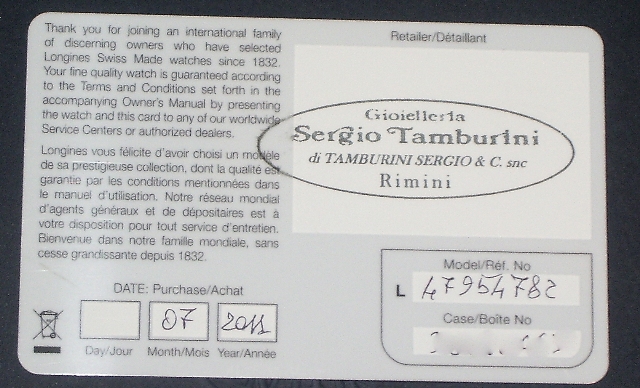 Thank you for joining an international family
of discerning owners who have selected
Longines Swiss Made watches since 1832.
Your fine quality watch is guaranteed according
to the Terms and Conditions set forth in the
accompanying Owner's Manual by presenting
the watch and this card to any of our worldwide
Service Centers or authorized dealers.
Longines vous félicite d'avoir choisi un modèle
de sa prestigieuse collection, dont la qualité est
garantie par les conditions mentionnées dans
le manuel d'utilisation. Notre réseau mondial
d'agents généraux et de dépositaires est à
votre disposition pour tout service d'entretien.
Bienvenue dans notre famille mondiale, sans
cesse grandissante depuis 1832.
DATE: Purchase/Achat
07 2011
Day/Jour Month/Mois Year/Année
Retailer/Détaillant
Gioielleria
Sergio Tamburini
di TAMBURINI SERGIO & C. snc
Rimini
Model/Réf. No
L 47954782
Case/Boîte No